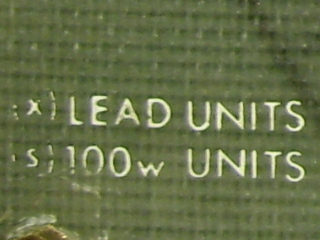 (x) LEAD UNITS
(s) 100w UNITS